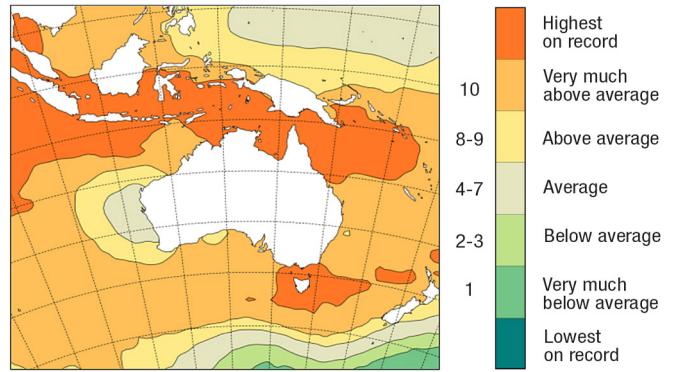 Highest
on record
10
Very much
above average
8-9
Above average
4-7
Average
2-3
Below average
1
Very much
below average
Lowest
on record